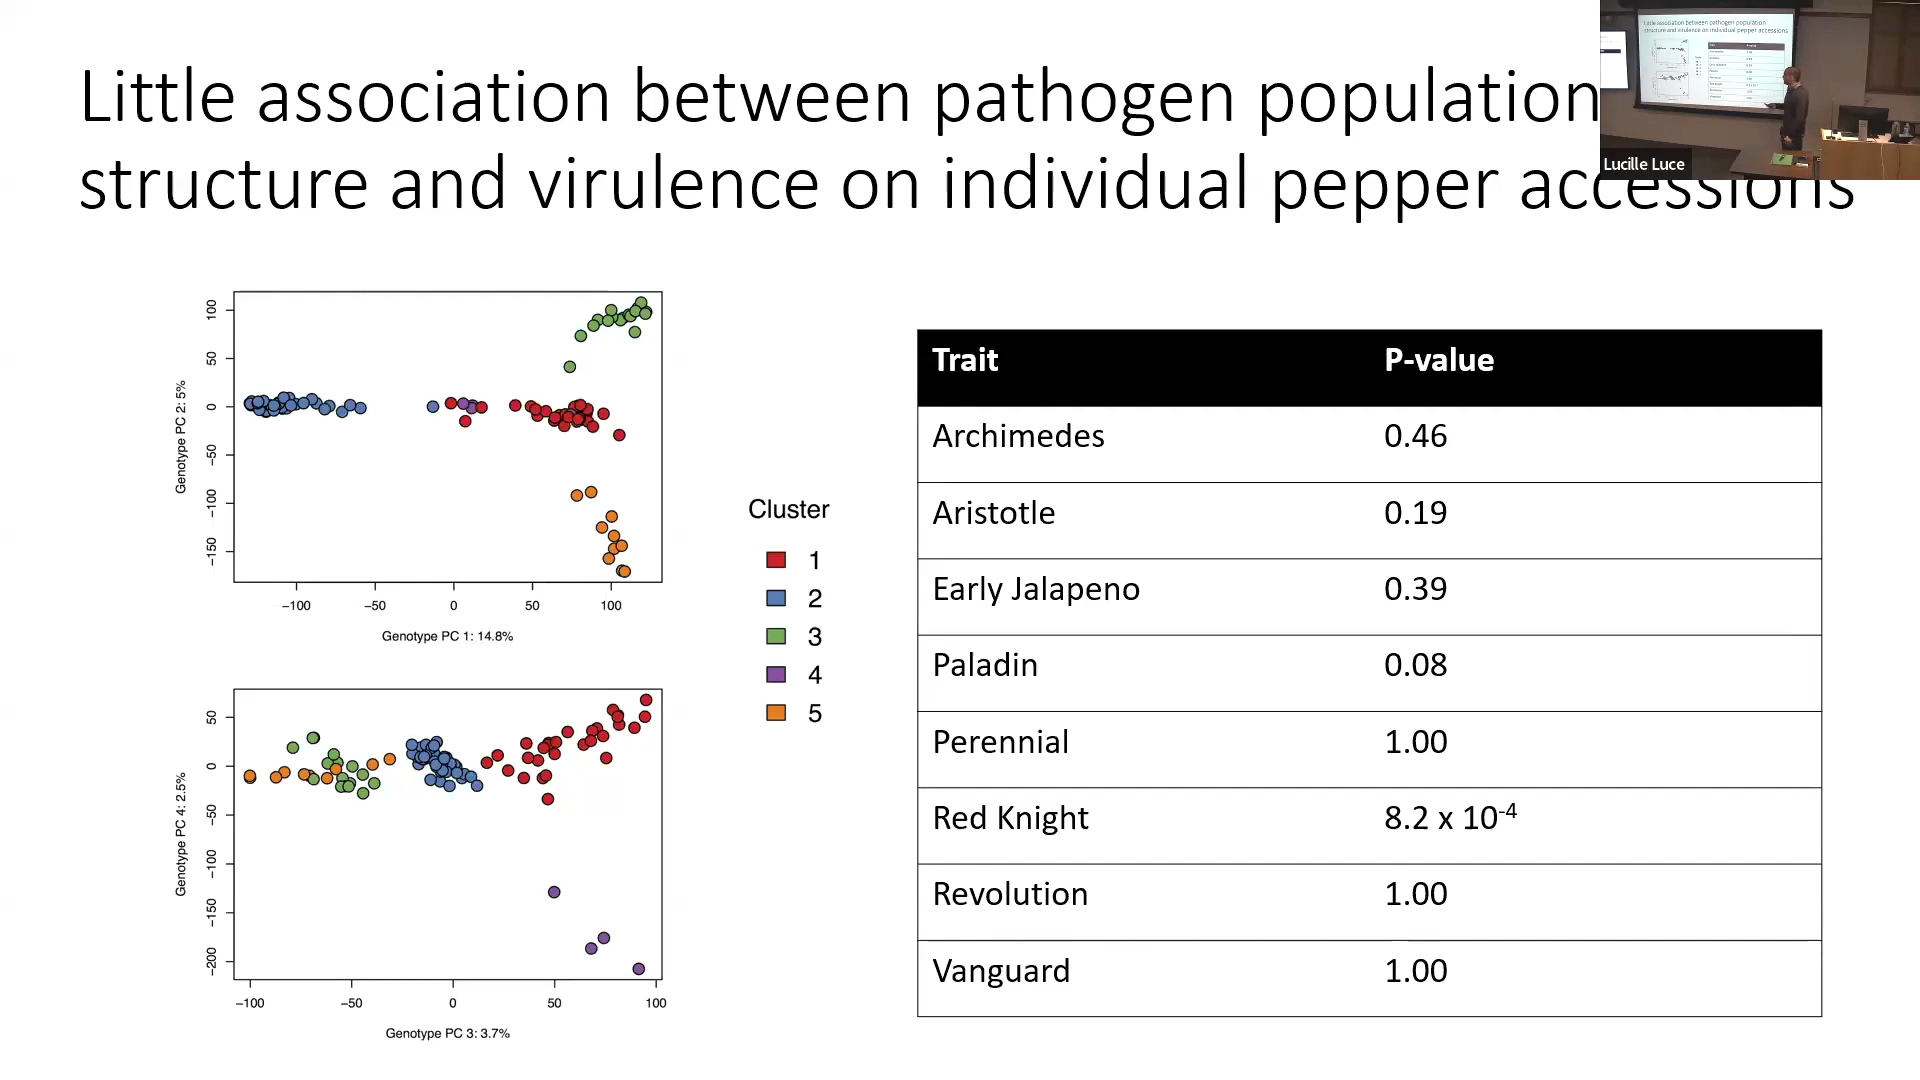 Little association between pathogen population
structure and virulence on individual pepper accessions
Lucille Luce
Genotype PC 2: 5%
100
50
0
−50
−100
−150
−100 −50 0 50 100
Genotype PC 1: 14.8%
Genotype PC 4: 2.5%
50
0
−50
−100
−150
−200
−100 −50 0 50 100
Genotype PC 3: 3.7%
Cluster
1
2
3
4
5
Trait P-value
Archimedes 0.46
Aristotle 0.19
Early Jalapeno 0.39
Paladin 0.08
Perennial 1.00
Red Knight 8.2 x 10⁻⁴
Revolution 1.00
Vanguard 1.00